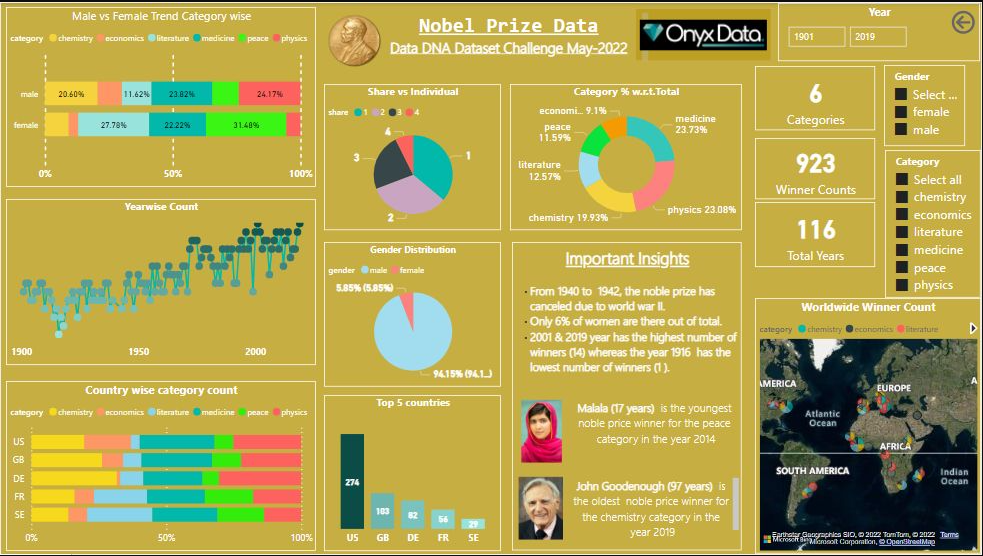 Male vs Female Trend Category wise
category chemistry economics literature medicine peace physics
male 20.60% 11.62% 23.82% 24.17%
female 27.78% 22.22% 31.48%
0% 50% 100%
Yearwise Count
1900 1950 2000
Country wise category count
category chemistry economics literature medicine peace physics
US
GB
DE
FR
SE
0% 50% 100%
Nobel Prize Data
Data DNA Dataset Challenge May-2022
Onyx Data.
Share vs Individual
share 1 2 3 4
4
3
1
2
Category % w.r.t.Total
economi... 9.1%
medicine
23.73%
peace
11.59%
literature
12.57%
chemistry 19.93%
physics 23.08%
Gender Distribution
gender male female
5.85% (5.85%)
94.15% (94.1...)
Top 5 countries
274
103
82
56
29
US GB DE FR SE
Important Insights
· From 1940 to 1942, the noble prize has
canceled due to world war II.
· Only 6% of women are there out of total.
· 2001 & 2019 year has the highest number of
winners (14) whereas the year 1916 has the
lowest number of winners (1 ).
Malala (17 years) is the youngest
noble price winner for the peace
category in the year 2014
John Goodenough (97 years) is
the oldest noble price winner for
the chemistry category in the
year 2019
Year
1901 2019
6
Categories
923
Winner Counts
116
Total Years
Gender
Select ...
female
male
Category
Select all
chemistry
economics
literature
medicine
peace
physics
Worldwide Winner Count
category chemistry economics literature
AMERICA
EUROPE
A
Atlantic
Ocean
AFRICA
SOUTH AMERICA
Indian
Ocean
Earthstar Geographics SIO, © 2022 TomTom, © 2022 Terms
Microsoft Corporation, © OpenStreetMap